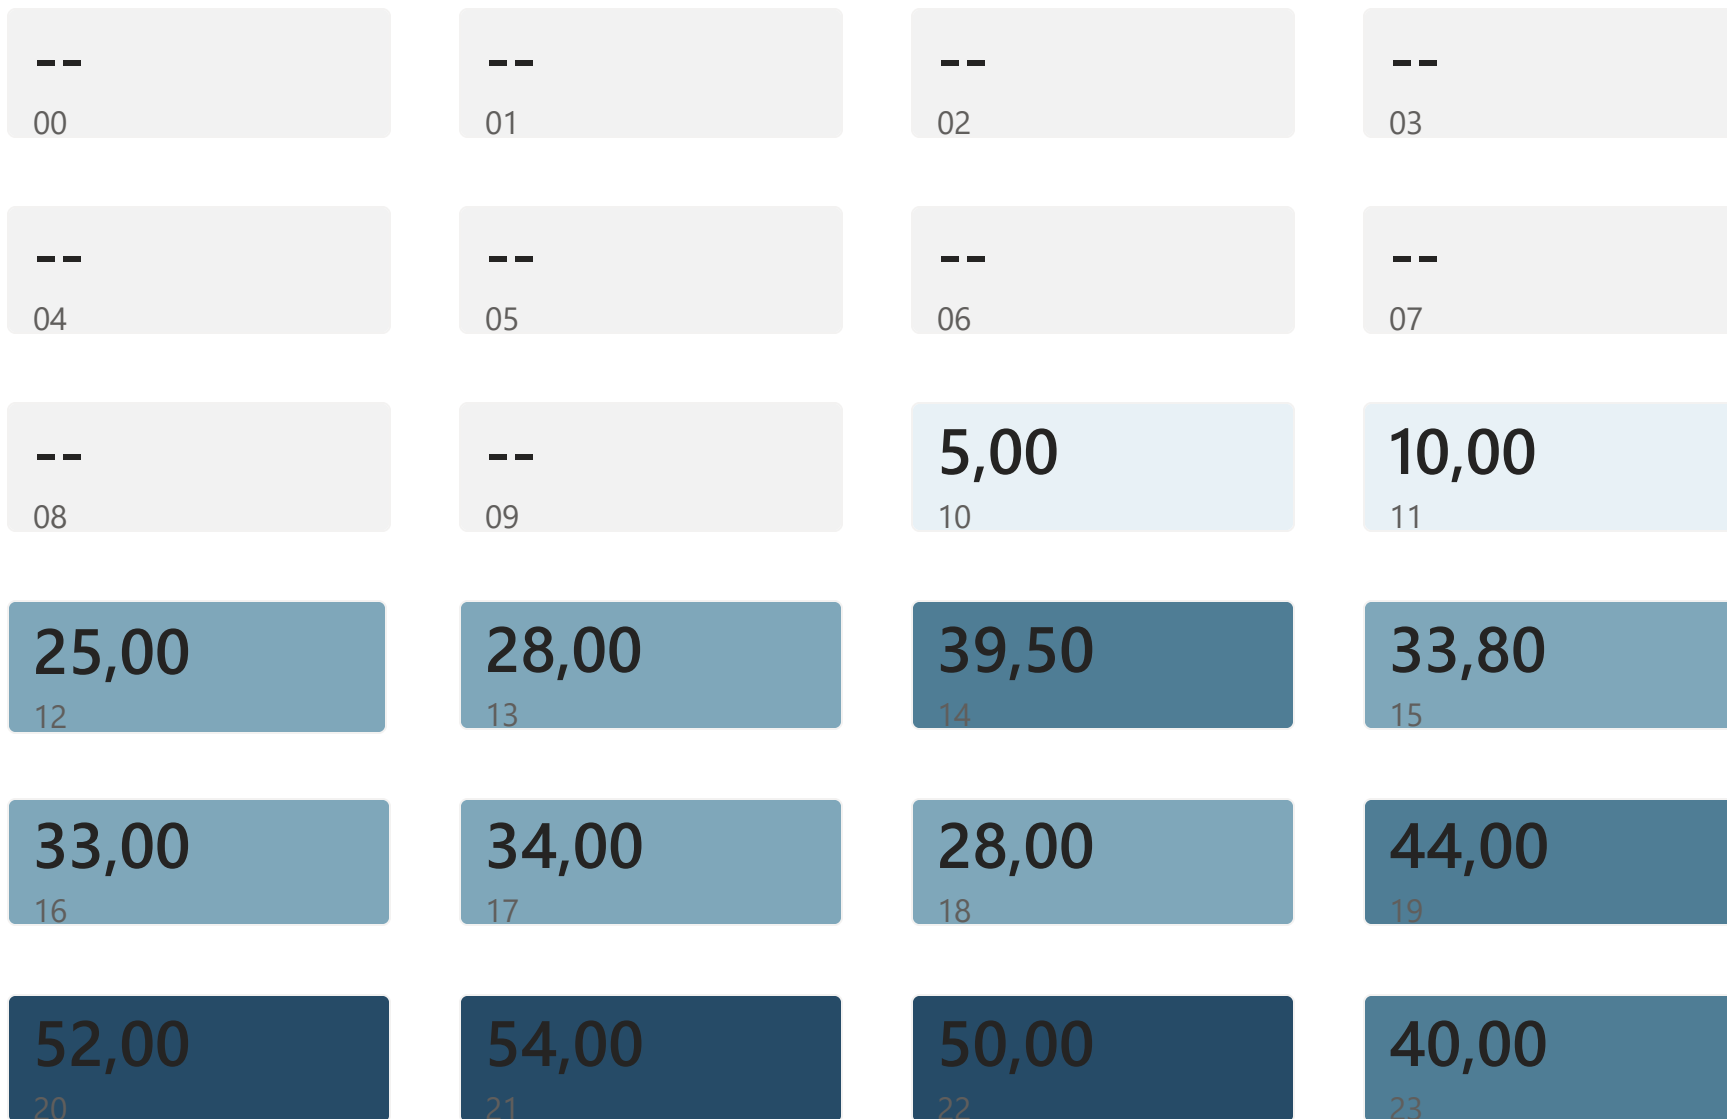 -- -- -- --
00 01 02 03
-- -- -- --
04 05 06 07
-- -- 5,00 10,00
08 09 10 11
25,00 28,00 39,50 33,80
12 13 14 15
33,00 34,00 28,00 44,00
16 17 18 19
52,00 54,00 50,00 40,00
20 21 22 23